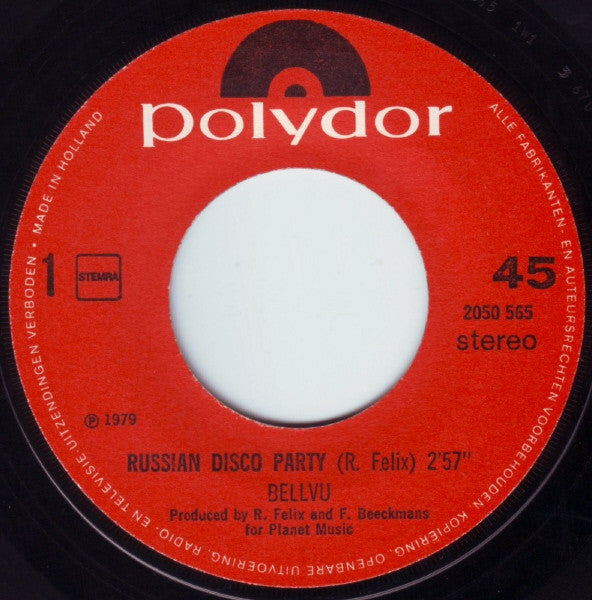 polydor
MADE IN HOLLAND
ALLE FABRIKANTEN- EN AUTEURSRECHTEN VOORBEHOUDEN. KOPIËRING, OPENBARE UITVOERING, RADIO- EN TELEVISIE-UITZENDINGEN VERBODEN •
1
STEMRA
45
2050 565
stereo
℗ 1979
RUSSIAN DISCO PARTY (R. Felix) 2'57"
BELLVU
Produced by R. Felix and F. Beeckmans
for Planet Music